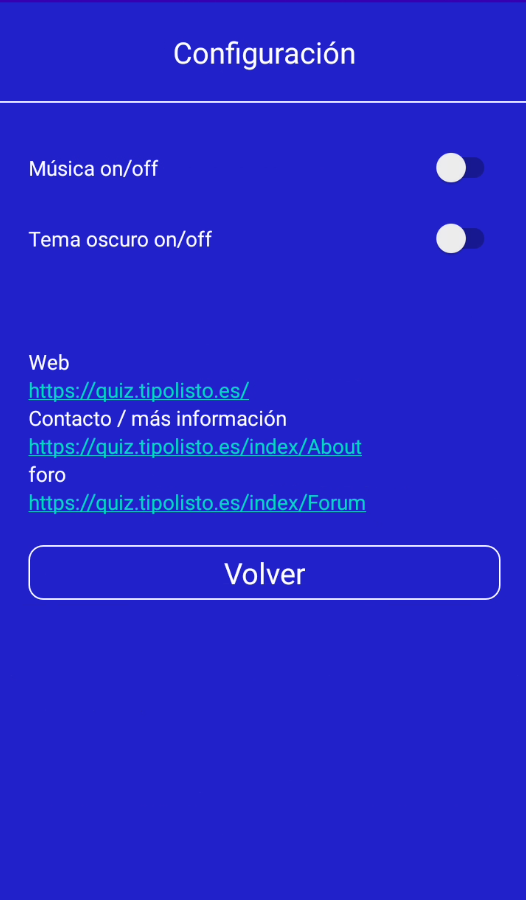 Configuración
Música on/off
Tema oscuro on/off
Web
https://quiz.tipolisto.es/
Contacto / más información
https://quiz.tipolisto.es/index/About
foro
https://quiz.tipolisto.es/index/Forum
Volver